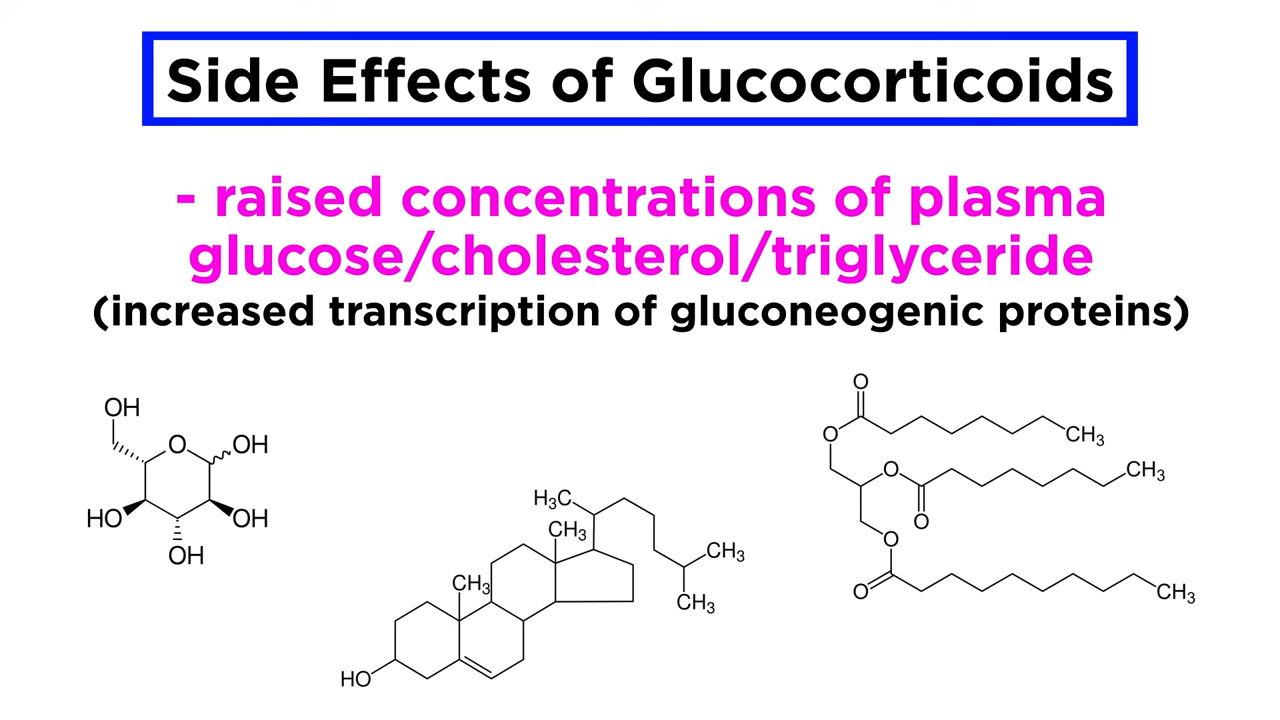 Side Effects of Glucocorticoids
- raised concentrations of plasma
glucose/cholesterol/triglyceride
(increased transcription of gluconeogenic proteins)
OH
O
OH
HO
OH
OH
H₃C
CH₃
CH₃
CH₃
CH₃
HO
O
O
CH₃
O
CH₃
O
O
O
CH₃